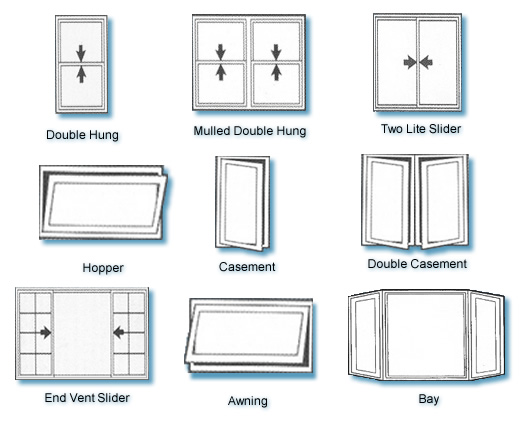 Double Hung
Mulled Double Hung
Two Lite Slider
Hopper
Casement
Double Casement
End Vent Slider
Awning
Bay